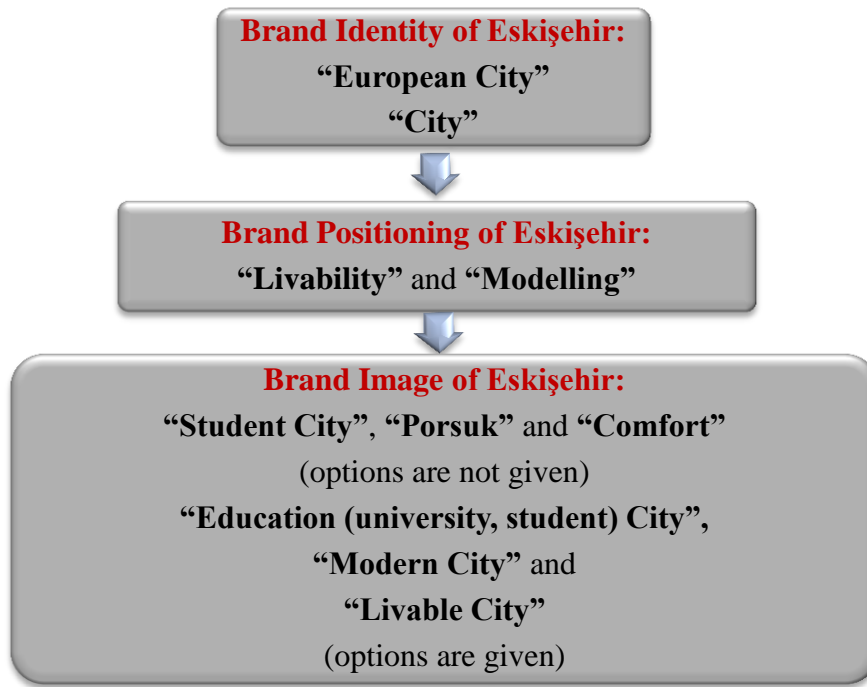 Brand Identity of Eskişehir:
“European City”
“City”
Brand Positioning of Eskişehir:
“Livability” and “Modelling”
Brand Image of Eskişehir:
“Student City”, “Porsuk” and “Comfort”
(options are not given)
“Education (university, student) City”,
“Modern City” and
“Livable City”
(options are given)